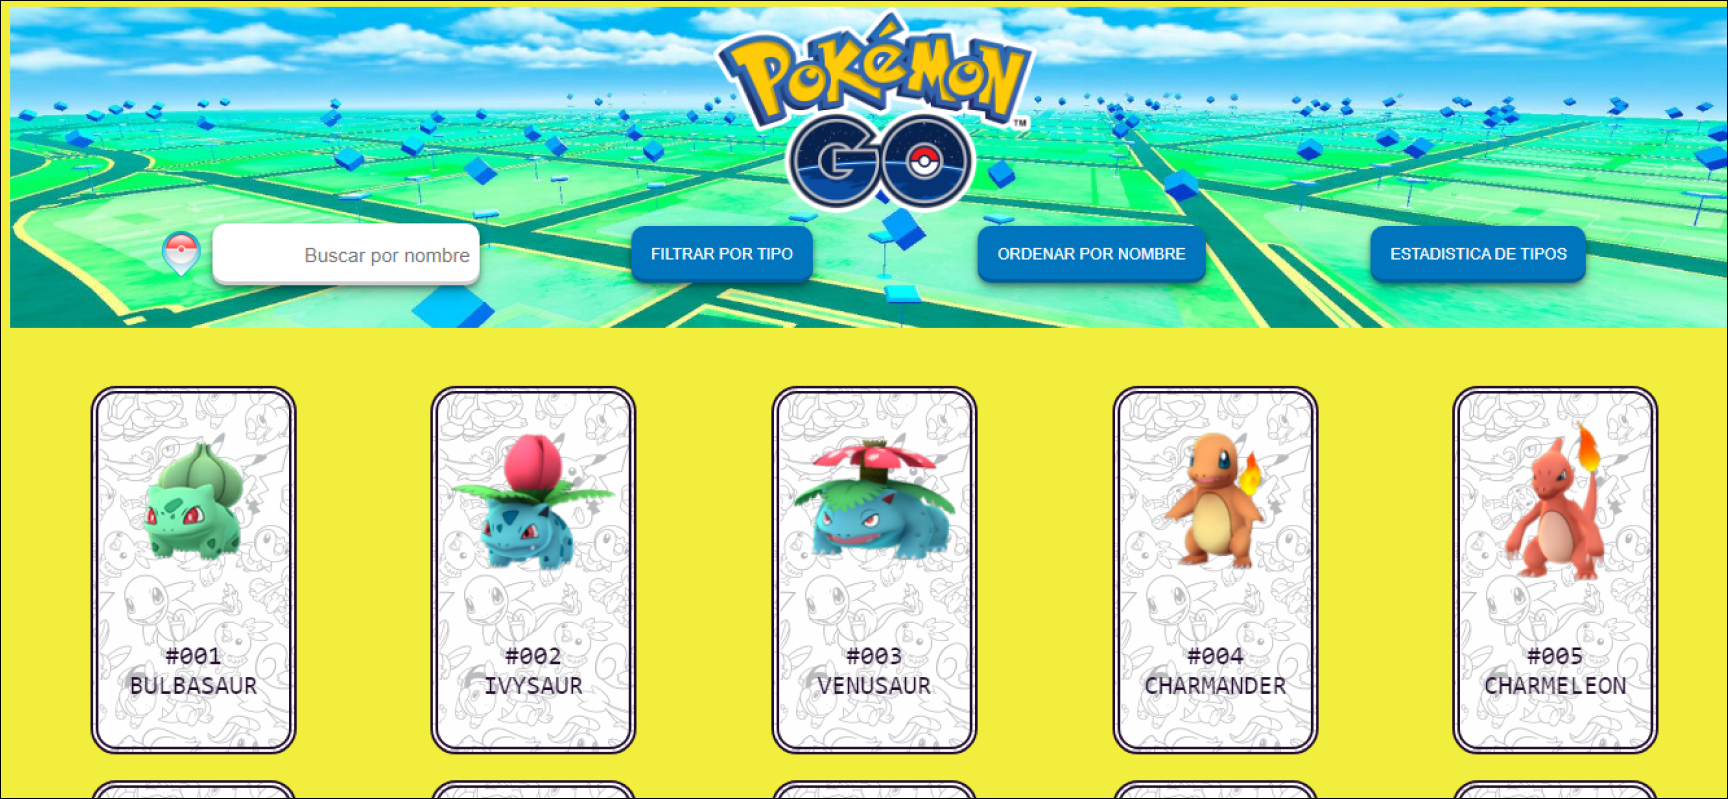 POKÉMON
TM
GO
Buscar por nombre
FILTRAR POR TIPO
ORDENAR POR NOMBRE
ESTADISTICA DE TIPOS
#001
BULBASAUR
#002
IVYSAUR
#003
VENUSAUR
#004
CHARMANDER
#005
CHARMELEON